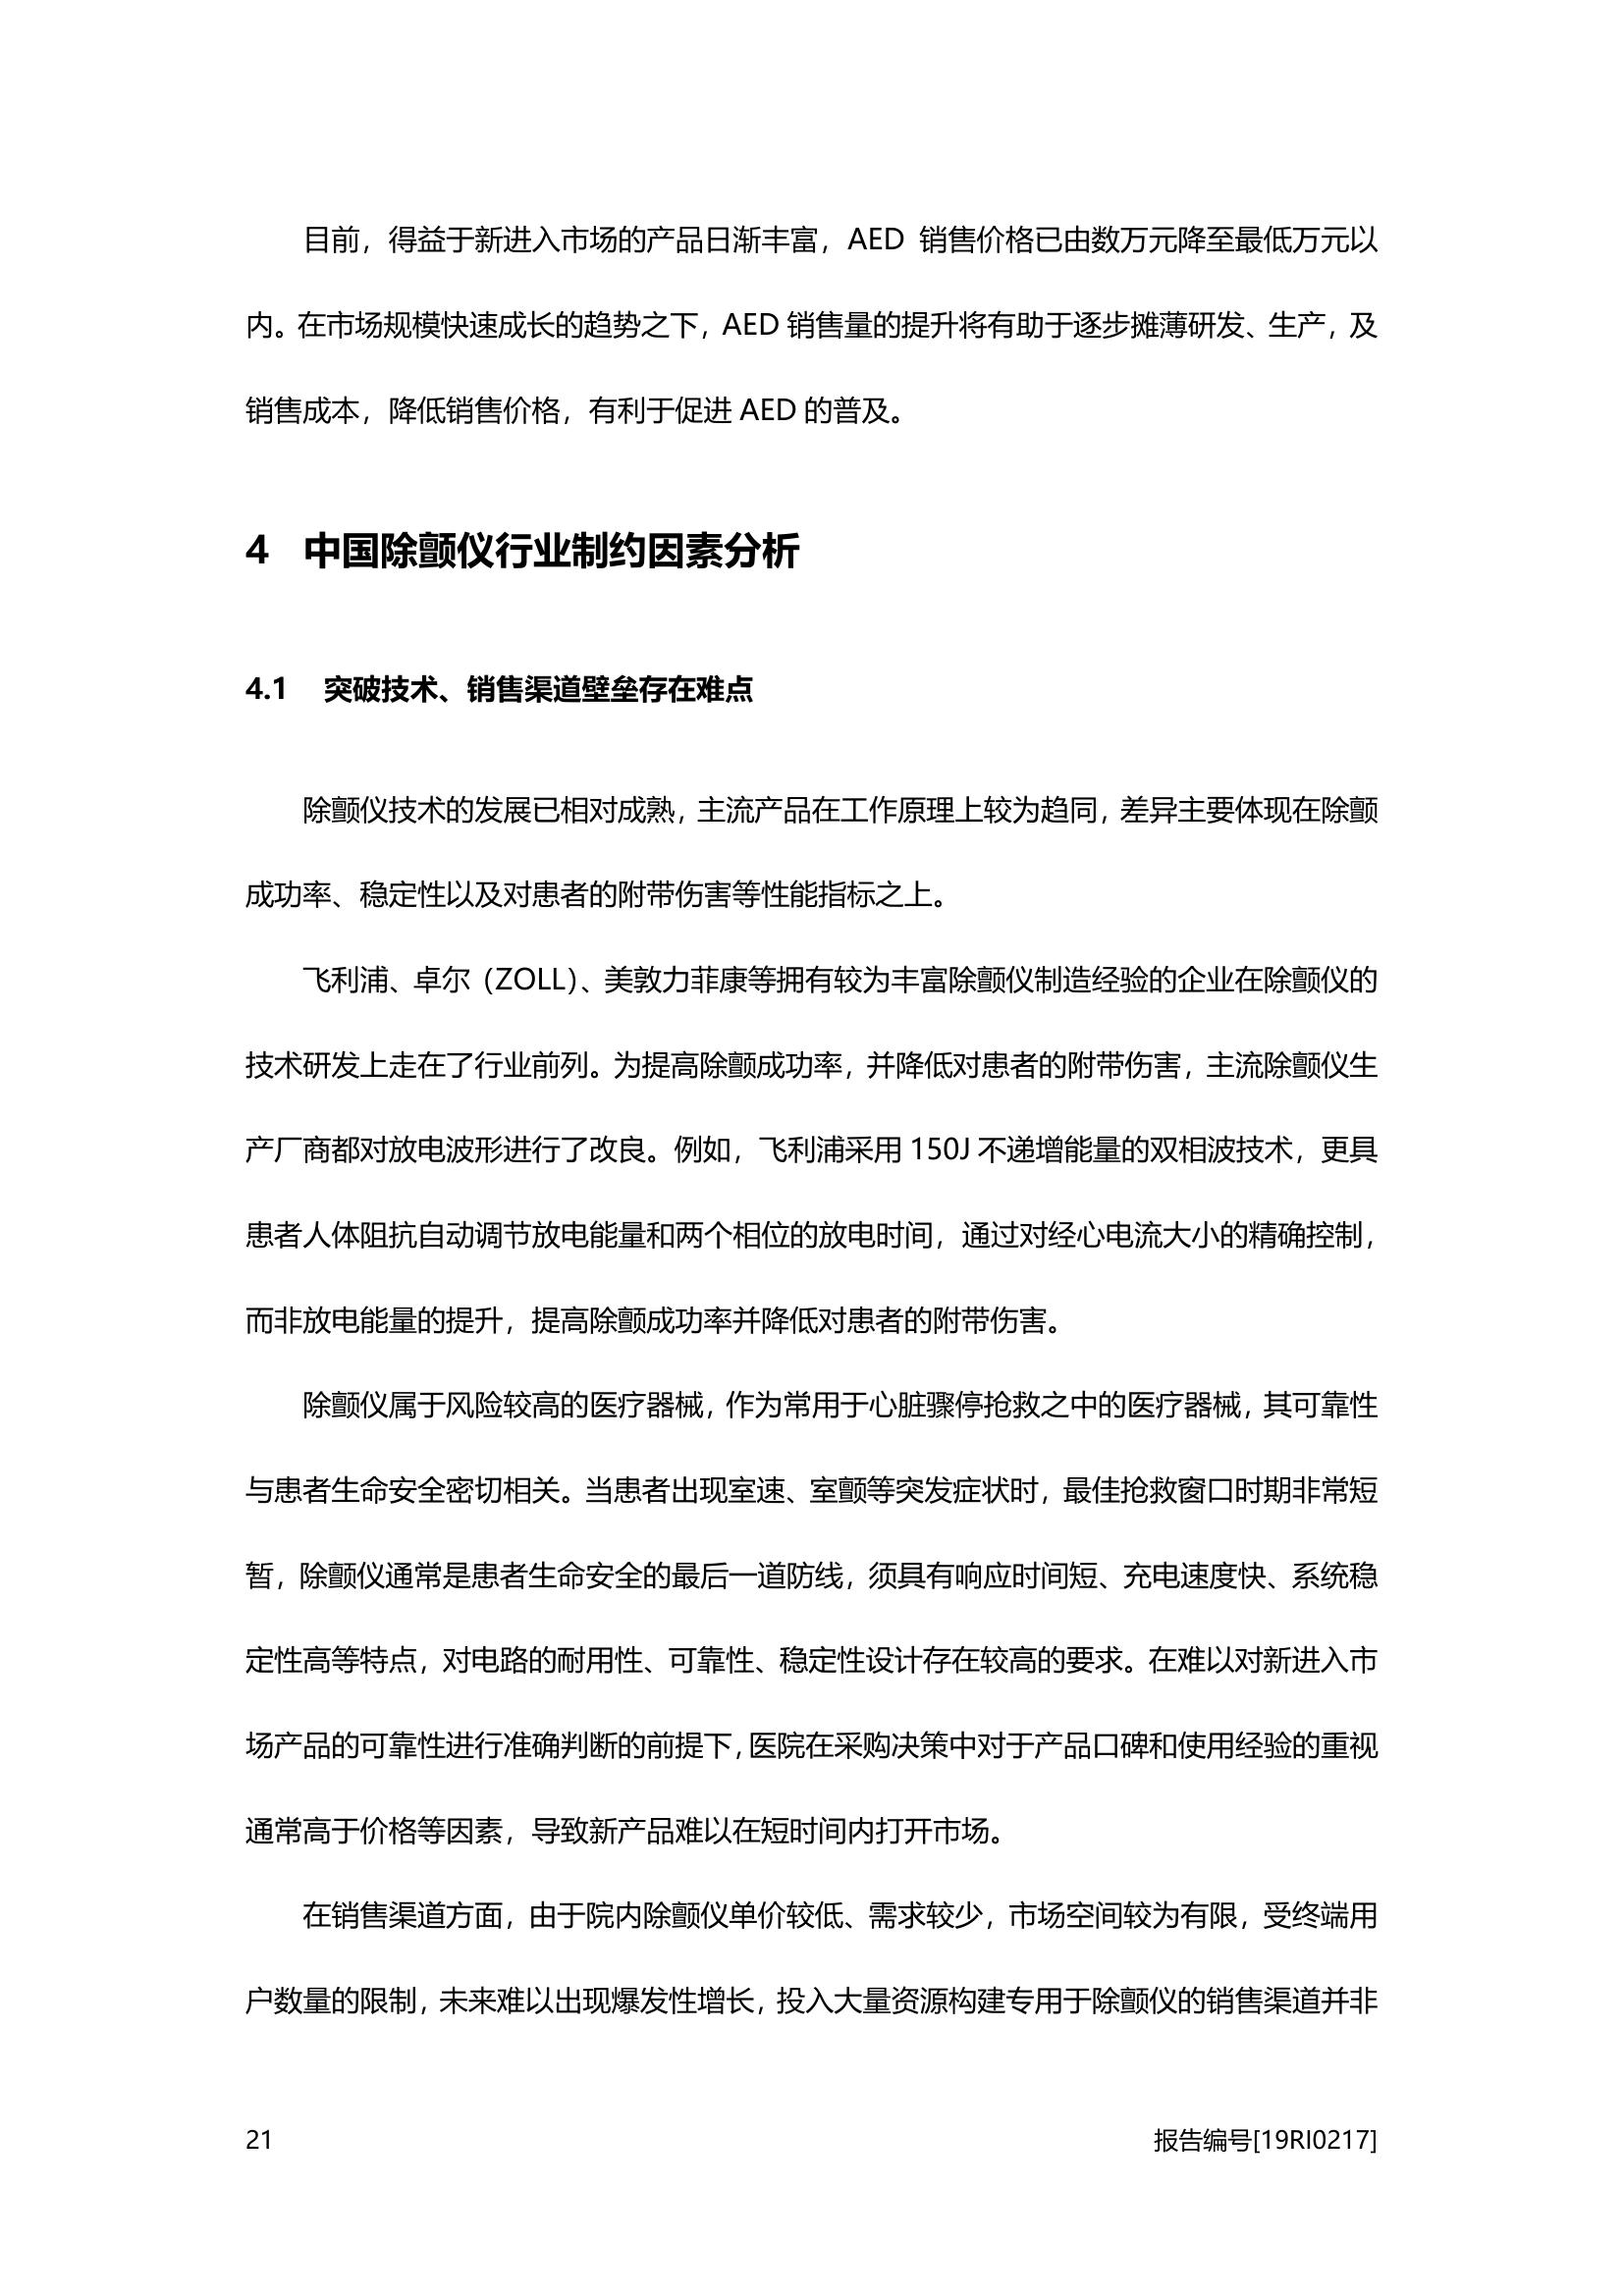 目前，得益于新进入市场的产品日渐丰富，AED 销售价格已由数万元降至最低万元以
内。在市场规模快速成长的趋势之下，AED 销售量的提升将有助于逐步摊薄研发、生产，及
销售成本，降低销售价格，有利于促进 AED 的普及。
4 中国除颤仪行业制约因素分析
4.1 突破技术、销售渠道壁垒存在难点
除颤仪技术的发展已相对成熟，主流产品在工作原理上较为趋同，差异主要体现在除颤
成功率、稳定性以及对患者的附带伤害等性能指标之上。
飞利浦、卓尔（ZOLL）、美敦力菲康等拥有较为丰富除颤仪制造经验的企业在除颤仪的
技术研发上走在了行业前列。为提高除颤成功率，并降低对患者的附带伤害，主流除颤仪生
产厂商都对放电波形进行了改良。例如，飞利浦采用 150J 不递增能量的双相波技术，更具
患者人体阻抗自动调节放电能量和两个相位的放电时间，通过对经心电流大小的精确控制，
而非放电能量的提升，提高除颤成功率并降低对患者的附带伤害。
除颤仪属于风险较高的医疗器械，作为常用于心脏骤停抢救之中的医疗器械，其可靠性
与患者生命安全密切相关。当患者出现室速、室颤等突发症状时，最佳抢救窗口时期非常短
暂，除颤仪通常是患者生命安全的最后一道防线，须具有响应时间短、充电速度快、系统稳
定性高等特点，对电路的耐用性、可靠性、稳定性设计存在较高的要求。在难以对新进入市
场产品的可靠性进行准确判断的前提下，医院在采购决策中对于产品口碑和使用经验的重视
通常高于价格等因素，导致新产品难以在短时间内打开市场。
在销售渠道方面，由于院内除颤仪单价较低、需求较少，市场空间较为有限，受终端用
户数量的限制，未来难以出现爆发性增长，投入大量资源构建专用于除颤仪的销售渠道并非
21 报告编号[19RI0217]